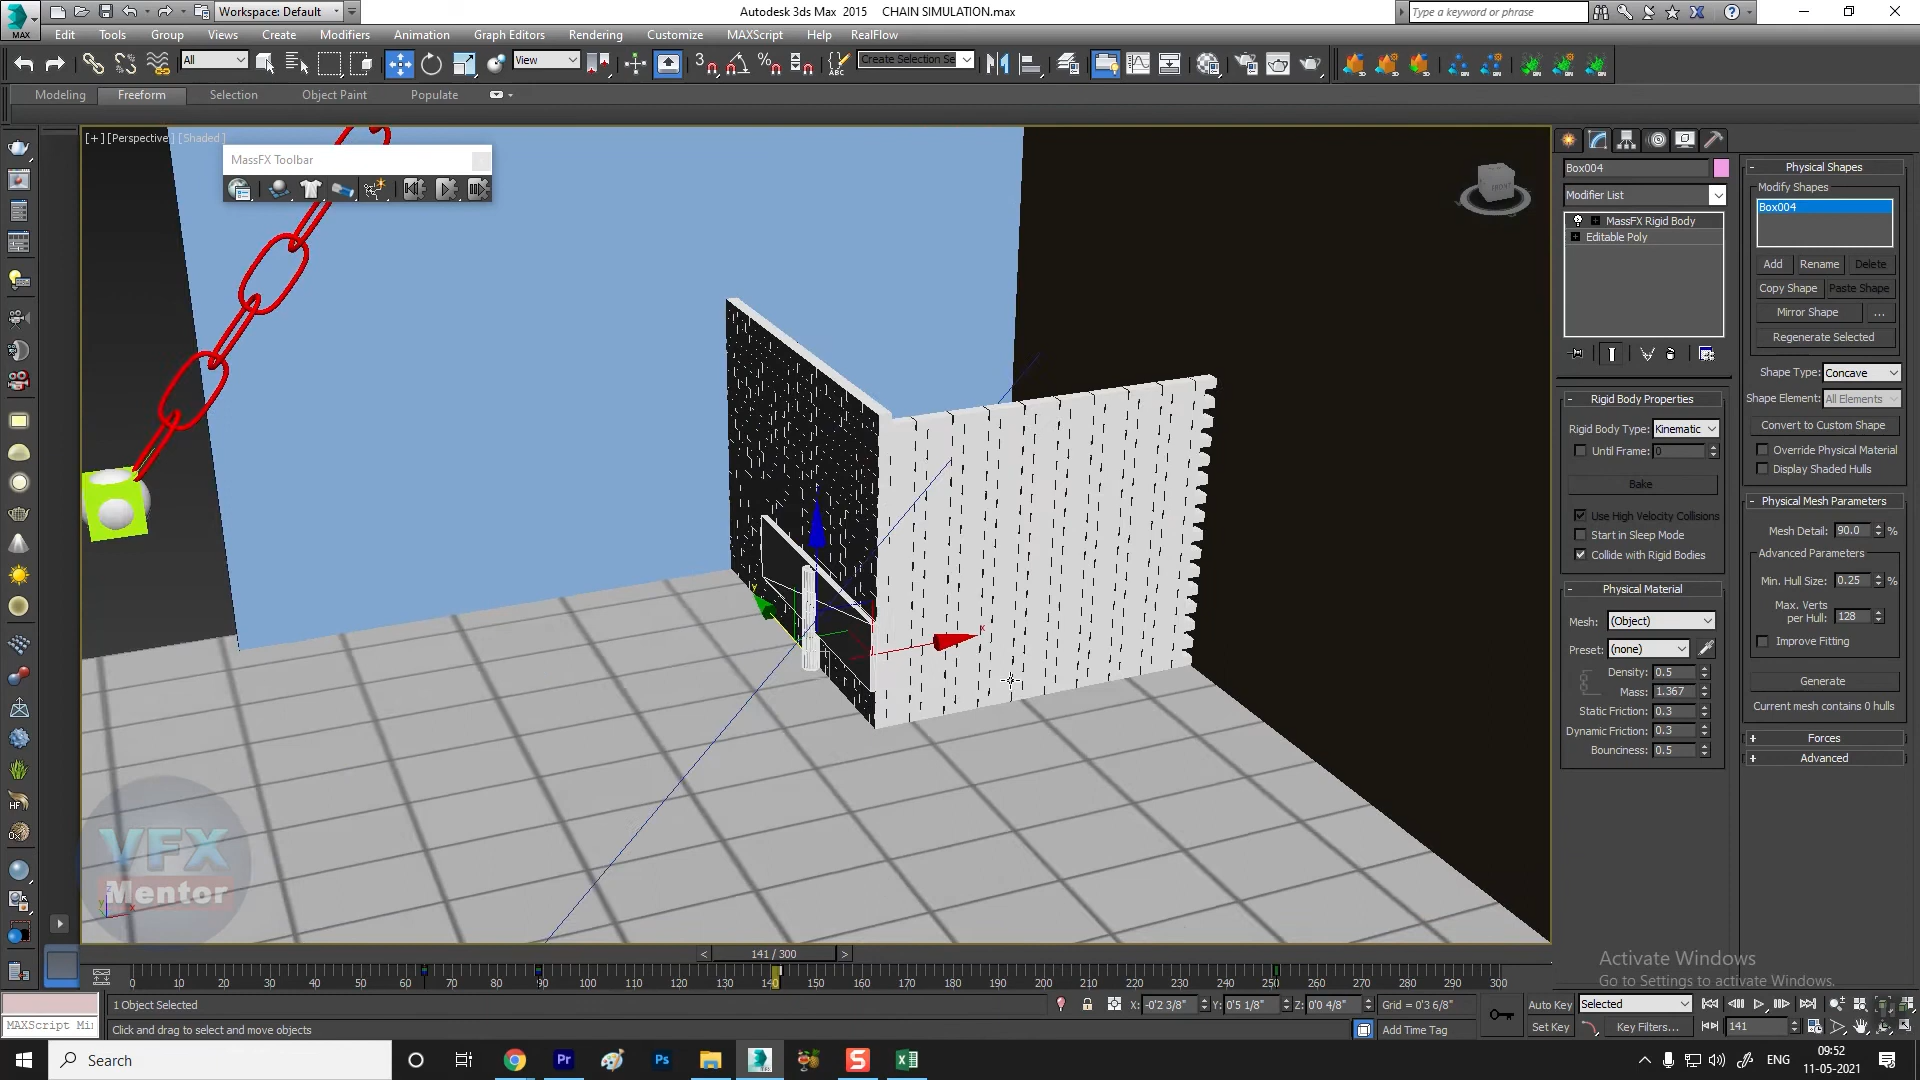 Workspace: Default
Autodesk 3ds Max 2015 CHAIN SIMULATION.max
Type a keyword or phrase
MAX
Edit Tools Group Views Create Modifiers Animation Graph Editors Rendering Customize MAXScript Help RealFlow
All
View
Create Selection Se
Modeling Freeform Selection Object Paint Populate
[+][Perspective][Shaded]
MassFX Toolbar
FRONT
Box004
Modifier List
MassFX Rigid Body
Editable Poly
Rigid Body Properties
Rigid Body Type: Kinematic
Until Frame: 0
Bake
Use High Velocity Collisions
Start in Sleep Mode
Collide with Rigid Bodies
Physical Material
Mesh: (Object)
Preset: (none)
Density: 0.5
Mass: 1.367
Static Friction: 0.3
Dynamic Friction: 0.3
Bounciness: 0.5
Physical Shapes
Modify Shapes
Box004
Add Rename Delete
Copy Shape Paste Shape
Mirror Shape ...
Regenerate Selected
Shape Type: Concave
Shape Element: All Elements
Convert to Custom Shape
Override Physical Material
Display Shaded Hulls
Physical Mesh Parameters
Mesh Detail: 90.0 %
Advanced Parameters
Min. Hull Size: 0.25 %
Max. Verts
per Hull: 128
Improve Fitting
Generate
Current mesh contains 0 hulls
Forces
Advanced
x
y
HF
VFX
Mentor
Activate Windows
Go to Settings to activate Windows.
141 / 300
0 10 20 30 40 50 60 70 80 90 100 110 120 130 140 150 160 170 180 190 200 210 220 230 240 250 260 270 280 290 300
1 Object Selected
X: -0'2 3/8" Y: 0'5 1/8" Z: 0'0 4/8" Grid = 0'3 6/8"
Auto Key Selected
MAXScript Mi
Click and drag to select and move objects
Add Time Tag
Set Key Key Filters... 141
Search
Pr
Ps
ENG
09:52
11-05-2021